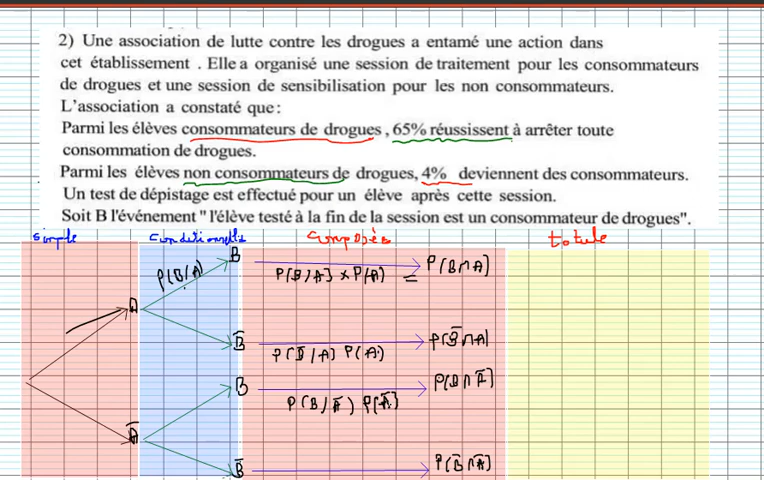 2) Une association de lutte contre les drogues a entamé une action dans
cet établissement . Elle a organisé une session de traitement pour les consommateurs
de drogues et une session de sensibilisation pour les non consommateurs.
L'association a constaté que :
Parmi les élèves consommateurs de drogues , 65% réussissent à arrêter toute
consommation de drogues.
Parmi les élèves non consommateurs de drogues, 4% deviennent des consommateurs.
Un test de dépistage est effectué pour un élève après cette session.
Soit B l'événement " l'élève testé à la fin de la session est un consommateur de drogues".
simple conditionnelle composées totale
P(B/A) B P(B/A) x P(A) = P(B∩A)
A
B̅ P(B̅/A) P(A) P(B̅∩A)
B P(B/A̅) P(A̅) P(B∩A̅)
A̅
B̅ P(B̅∩A̅)